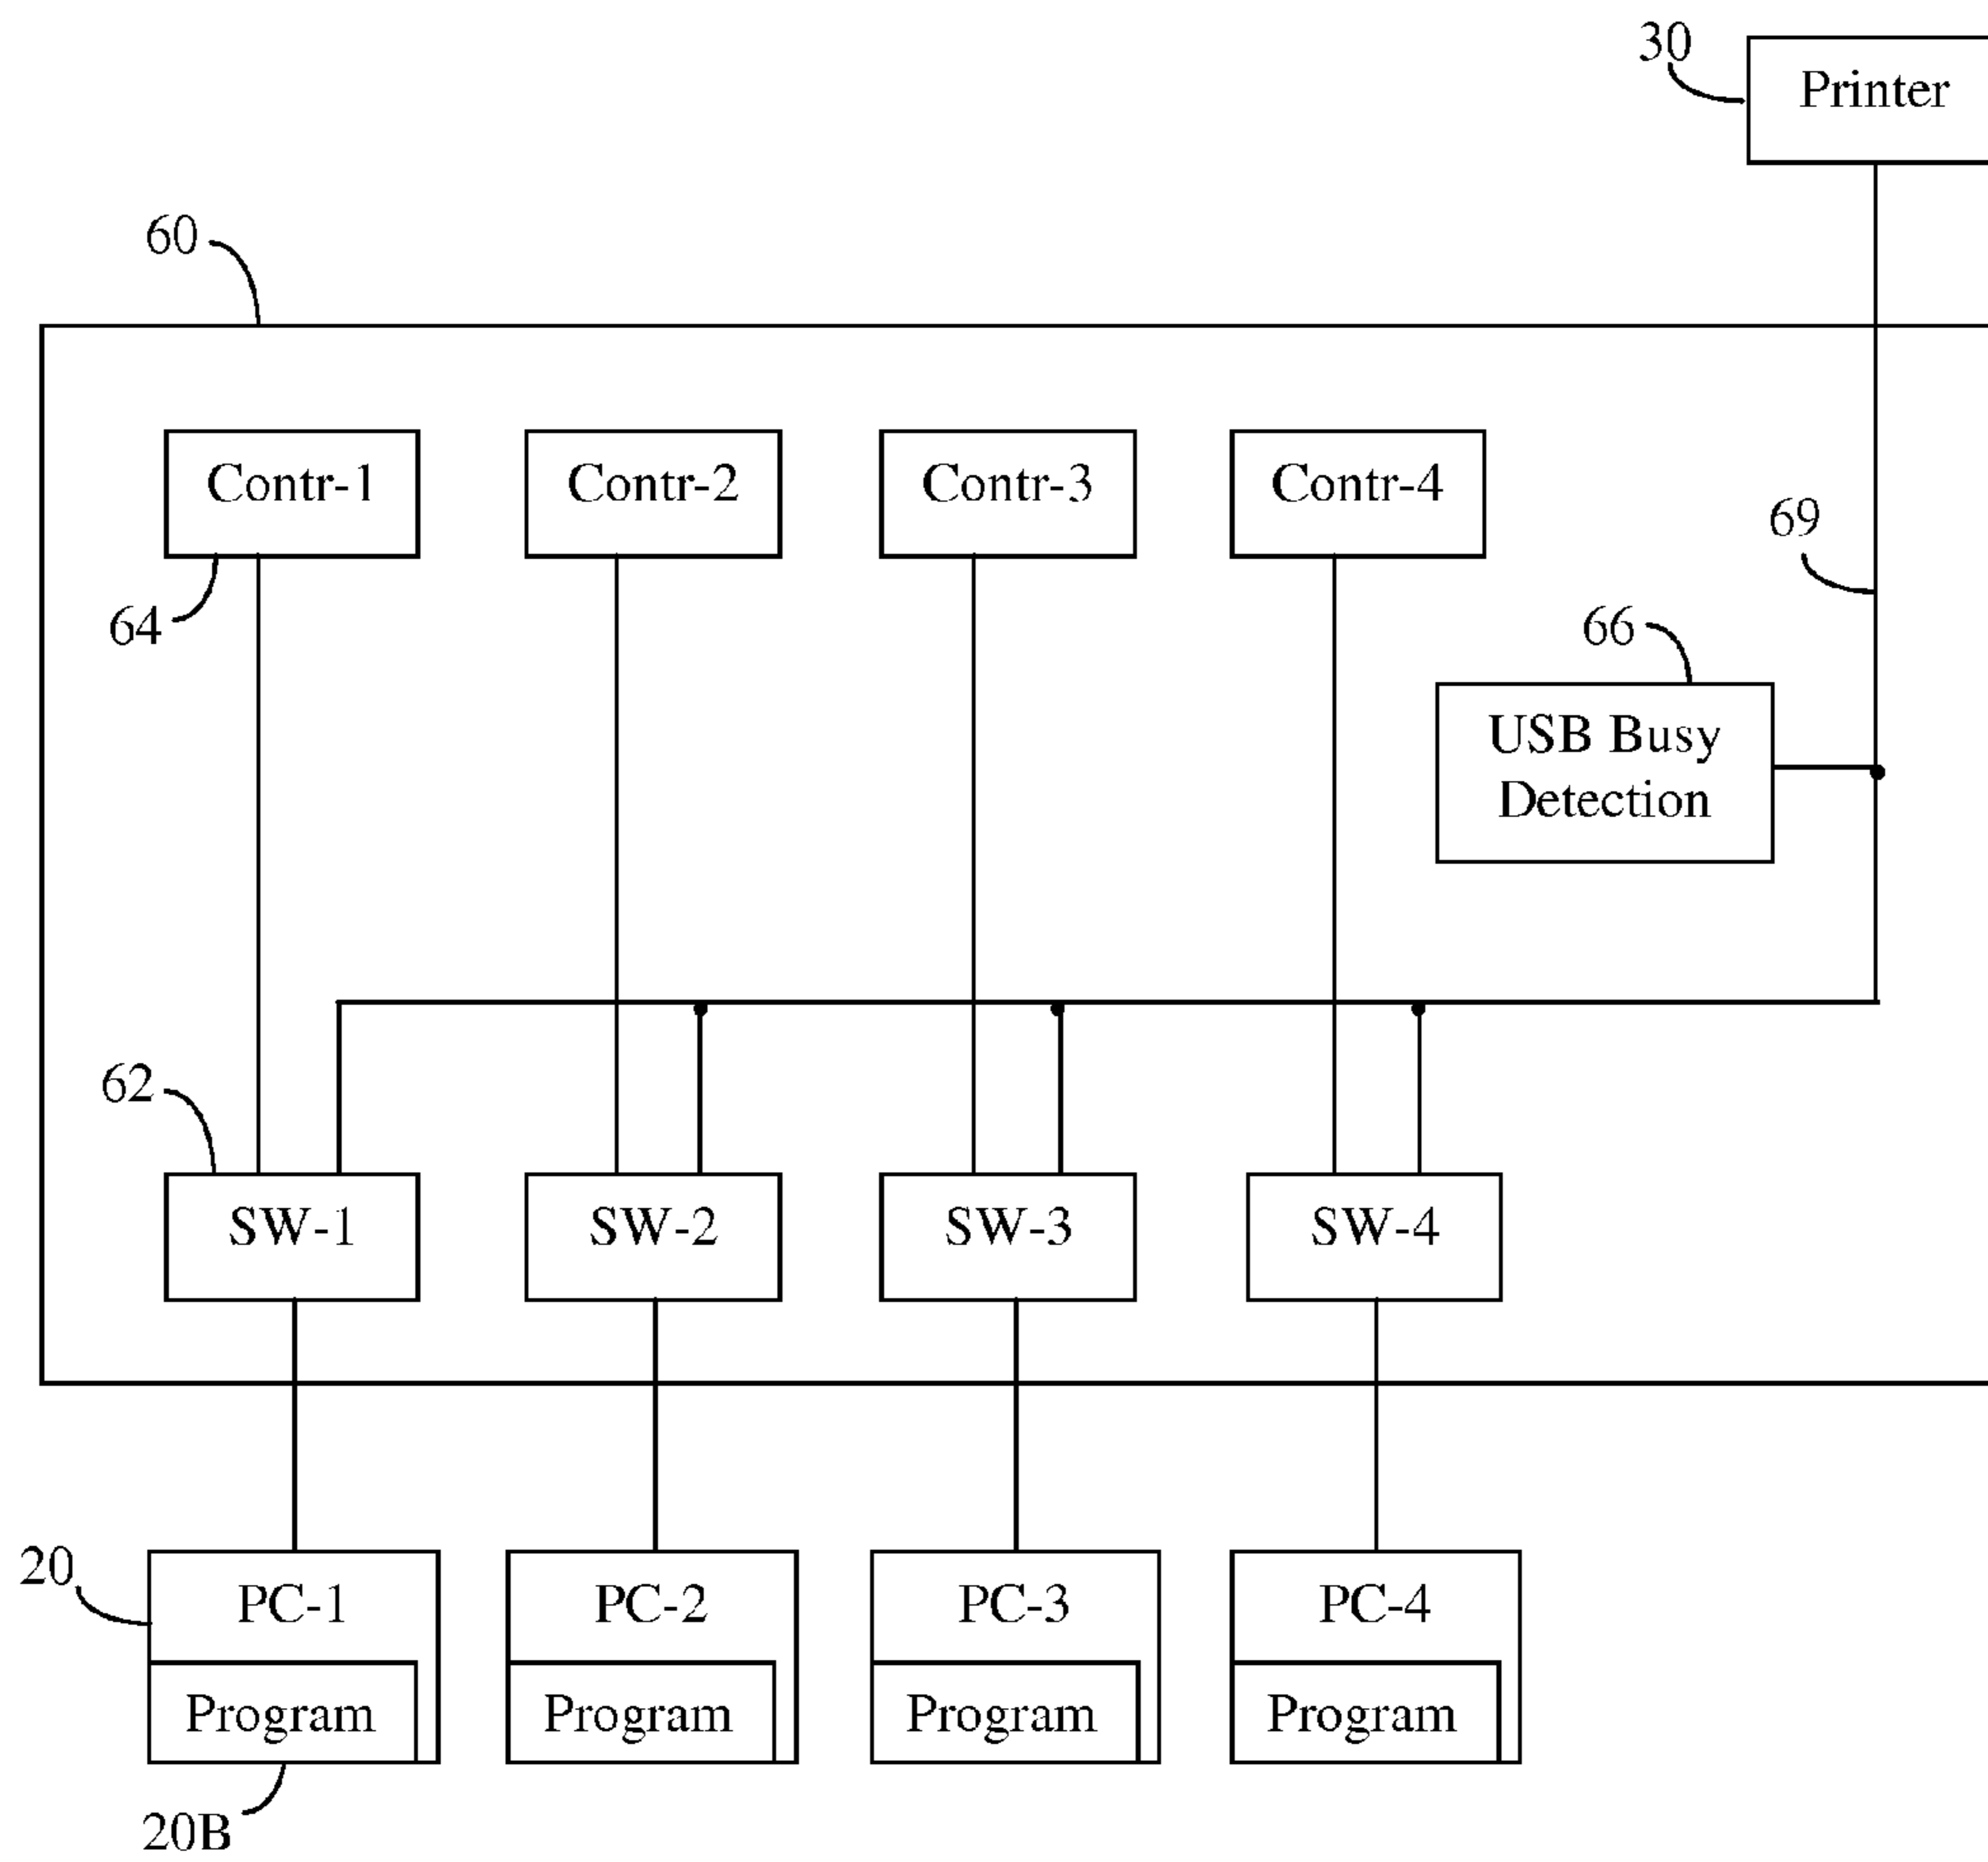 30
Printer
60
Contr-1
Contr-2
Contr-3
Contr-4
69
64
66
USB Busy
Detection
62
SW-1
SW-2
SW-3
SW-4
20
PC-1
PC-2
PC-3
PC-4
Program
Program
Program
Program
20B